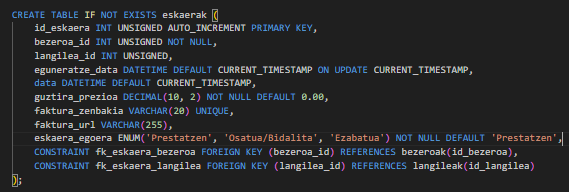 CREATE TABLE IF NOT EXISTS eskaerak (
id_eskaera INT UNSIGNED AUTO_INCREMENT PRIMARY KEY,
bezeroa_id INT UNSIGNED NOT NULL,
langilea_id INT UNSIGNED,
eguneratze_data DATETIME DEFAULT CURRENT_TIMESTAMP ON UPDATE CURRENT_TIMESTAMP,
data DATETIME DEFAULT CURRENT_TIMESTAMP,
guztira_prezioa DECIMAL(10, 2) NOT NULL DEFAULT 0.00,
faktura_zenbakia VARCHAR(20) UNIQUE,
faktura_url VARCHAR(255),
eskaera_egoera ENUM('Prestatzen', 'Osatua/Bidalita', 'Ezabatua') NOT NULL DEFAULT 'Prestatzen',
CONSTRAINT fk_eskaera_bezeroa FOREIGN KEY (bezeroa_id) REFERENCES bezeroak(id_bezeroa),
CONSTRAINT fk_eskaera_langilea FOREIGN KEY (langilea_id) REFERENCES langileak(id_langilea)
);